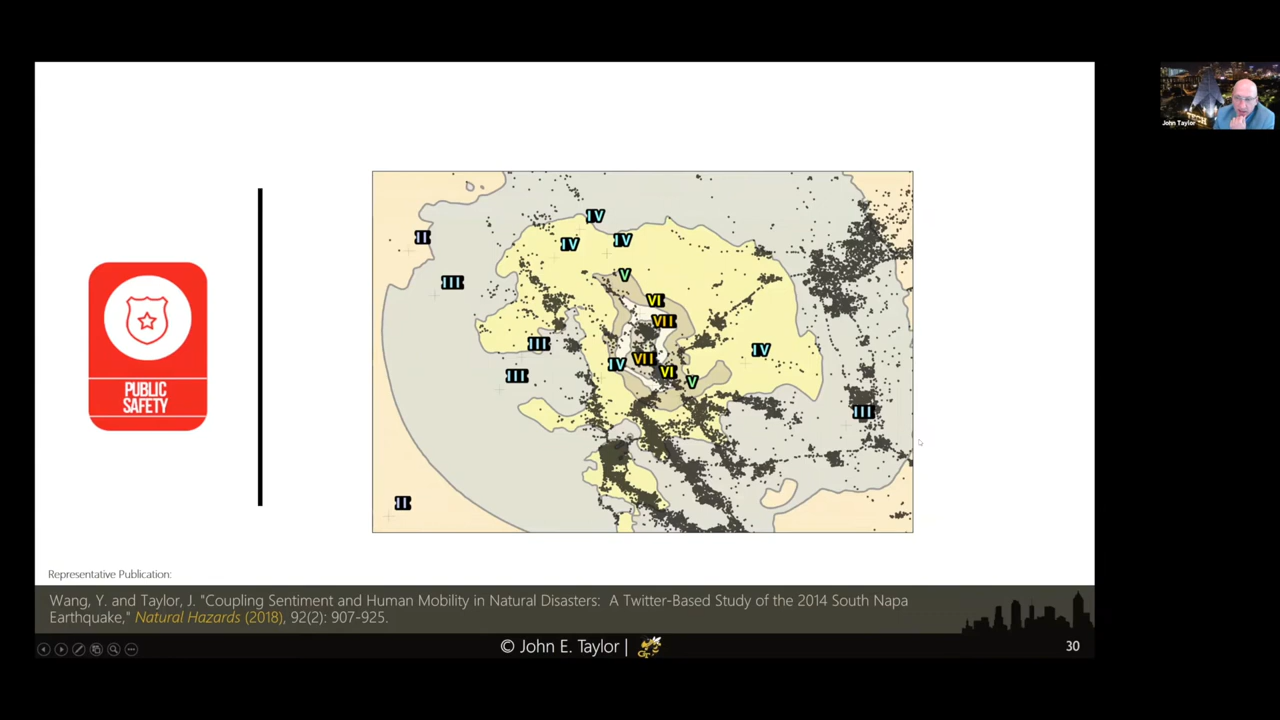 John Taylor
IV
II
IV
IV
III
V
VI
VII
III
IV
VII
IV
VI
III
V
III
II
PUBLIC
SAFETY
Representative Publication:
Wang, Y. and Taylor, J. "Coupling Sentiment and Human Mobility in Natural Disasters: A Twitter-Based Study of the 2014 South Napa
Earthquake," Natural Hazards (2018), 92(2): 907-925.
© John E. Taylor |
30